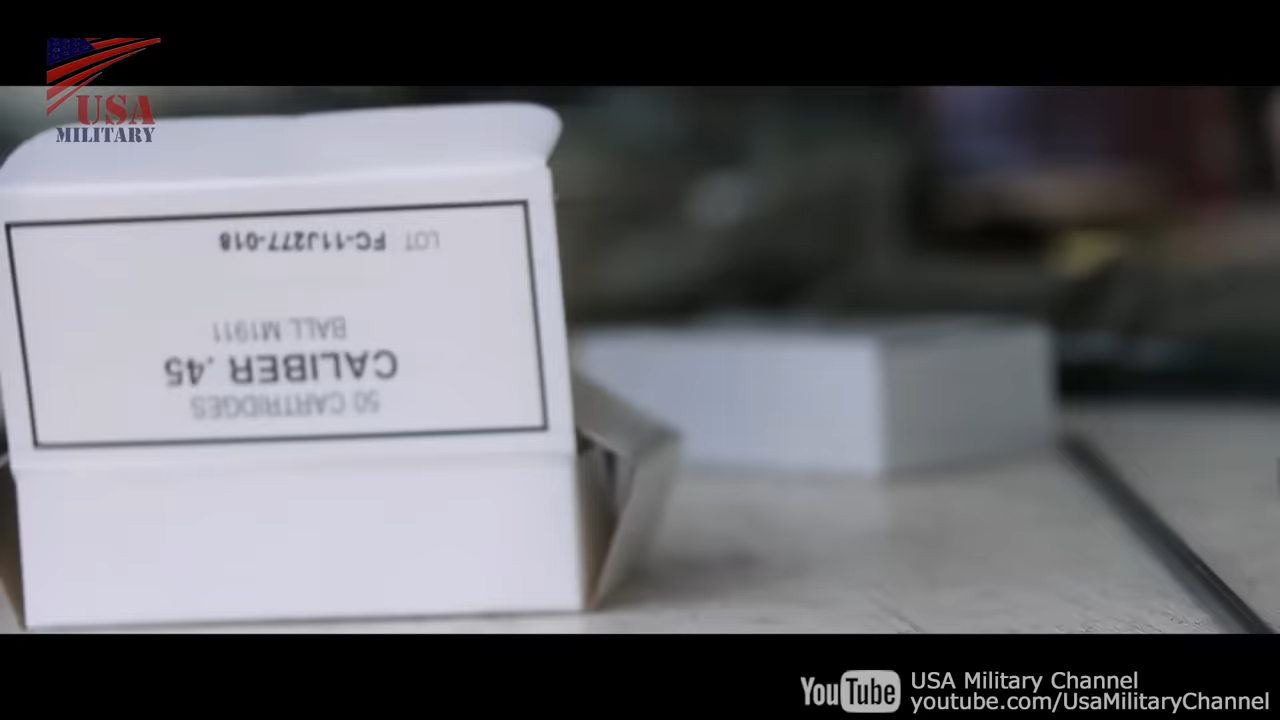 USA
MILITARY
50 CARTRIDGES
CALIBER .45
BALL M1911
LOT FC-11J277-018
YouTube
USA Military Channel
youtube.com/UsaMilitaryChannel